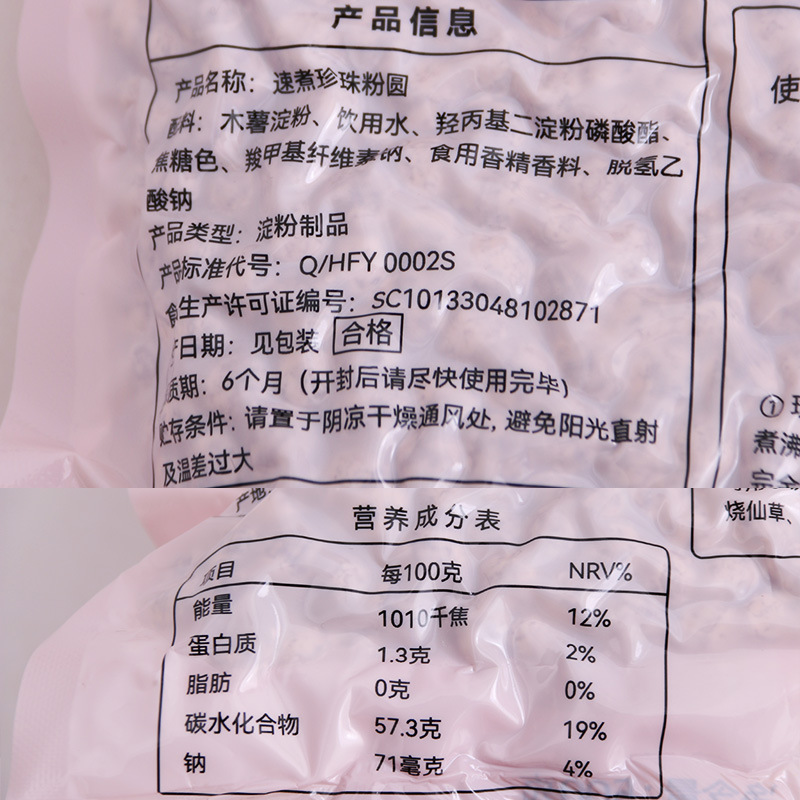 产品信息
产品名称：速煮珍珠粉圆
配料：木薯淀粉、饮用水、羟丙基二淀粉磷酸酯、
焦糖色、羧甲基纤维素钠、食用香精香料、脱氢乙
酸钠
产品类型：淀粉制品
产品标准代号：Q/HFY 0002S
食生产许可证编号：SC10133048102871
日期：见包装 合格
质期：6个月（开封后请尽快使用完毕）
贮存条件：请置于阴凉干燥通风处，避免阳光直射
及温差过大
使
①
煮沸
完全
烧仙草、
产地
营养成分表
项目 每100克 NRV%
能量 1010千焦 12%
蛋白质 1.3克 2%
脂肪 0克 0%
碳水化合物 57.3克 19%
钠 71毫克 4%